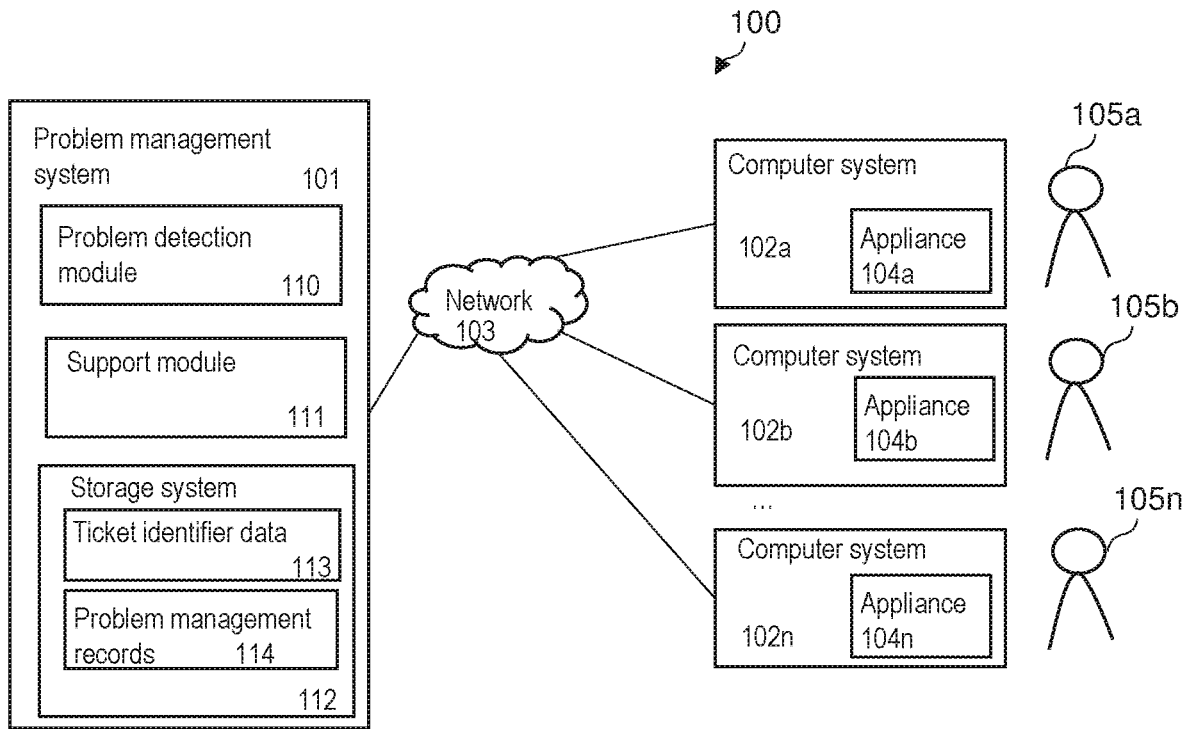 100
Problem management
system
101
Problem detection
module
110
Support module
111
Storage system
Ticket identifier data
113
Problem management
records 114
112
Network
103
Computer system
102a
Appliance
104a
105a
Computer system
102b
Appliance
104b
105b
...
Computer system
102n
Appliance
104n
105n